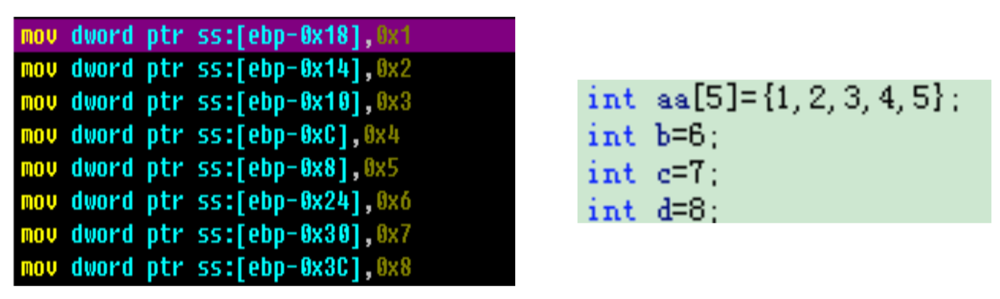 mov dword ptr ss:[ebp-0x18],0x1
mov dword ptr ss:[ebp-0x14],0x2
mov dword ptr ss:[ebp-0x10],0x3
mov dword ptr ss:[ebp-0xC],0x4
mov dword ptr ss:[ebp-0x8],0x5
mov dword ptr ss:[ebp-0x24],0x6
mov dword ptr ss:[ebp-0x30],0x7
mov dword ptr ss:[ebp-0x3C],0x8
int aa[5]={1,2,3,4,5};
int b=6;
int c=7;
int d=8;